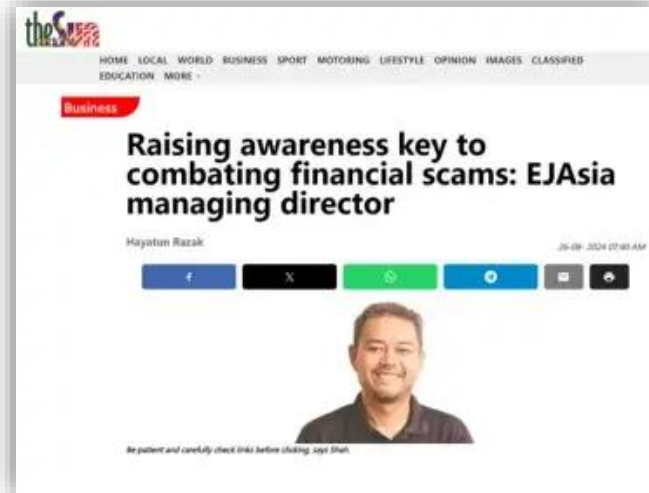 theSun
HOME LOCAL WORLD BUSINESS SPORT MOTORING LIFESTYLE OPINION IMAGES CLASSIFIED
EDUCATION MORE
Business
Raising awareness key to
combating financial scams: EJAsia
managing director
Hayatun Razak
26-08-2024 07:40 AM
Be patient and carefully check links before clicking, says Shah.